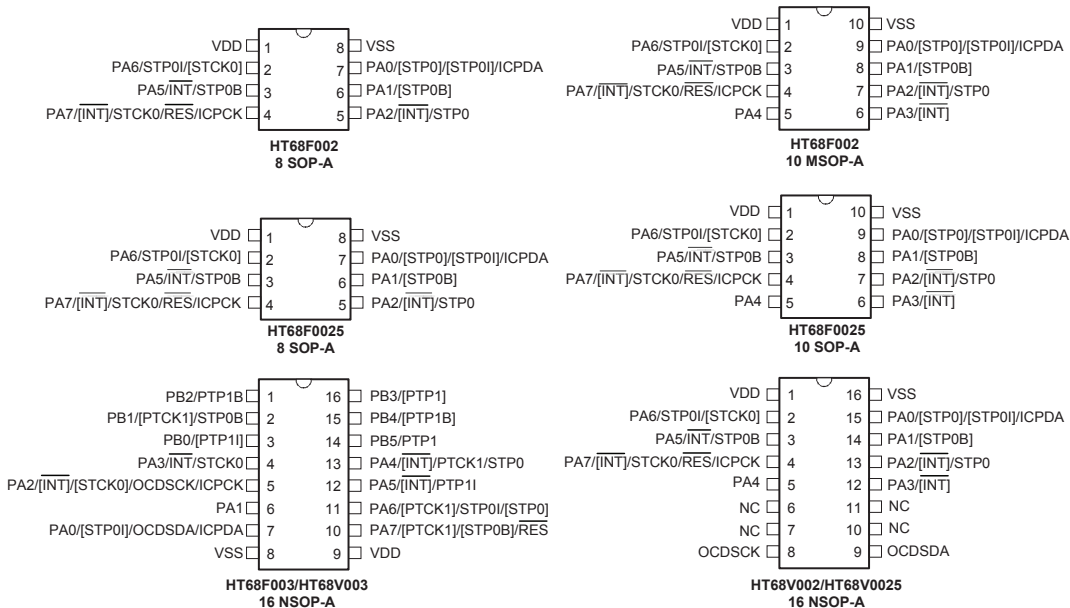 VDD 1 8 VSS
PA6/STP0I/[STCK0] 2 7 PA0/[STP0]/[STP0I]/ICPDA
PA5/INT/STP0B 3 6 PA1/[STP0B]
PA7/[INT]/STCK0/RES/ICPCK 4 5 PA2/[INT]/STP0
HT68F002
8 SOP-A
VDD 1 10 VSS
PA6/STP0I/[STCK0] 2 9 PA0/[STP0]/[STP0I]/ICPDA
PA5/INT/STP0B 3 8 PA1/[STP0B]
PA7/[INT]/STCK0/RES/ICPCK 4 7 PA2/[INT]/STP0
PA4 5 6 PA3/[INT]
HT68F002
10 MSOP-A
VDD 1 8 VSS
PA6/STP0I/[STCK0] 2 7 PA0/[STP0]/[STP0I]/ICPDA
PA5/INT/STP0B 3 6 PA1/[STP0B]
PA7/[INT]/STCK0/RES/ICPCK 4 5 PA2/[INT]/STP0
HT68F0025
8 SOP-A
VDD 1 10 VSS
PA6/STP0I/[STCK0] 2 9 PA0/[STP0]/[STP0I]/ICPDA
PA5/INT/STP0B 3 8 PA1/[STP0B]
PA7/[INT]/STCK0/RES/ICPCK 4 7 PA2/[INT]/STP0
PA4 5 6 PA3/[INT]
HT68F0025
10 SOP-A
PB2/PTP1B 1 16 PB3/[PTP1]
PB1/[PTCK1]/STP0B 2 15 PB4/[PTP1B]
PB0/[PTP1I] 3 14 PB5/PTP1
PA3/INT/STCK0 4 13 PA4/[INT]/PTCK1/STP0
PA2/[INT]/[STCK0]/OCDSCK/ICPCK 5 12 PA5/[INT]/PTP1I
PA1 6 11 PA6/[PTCK1]/STP0I/[STP0]
PA0/[STP0I]/OCDSDA/ICPDA 7 10 PA7/[PTCK1]/[STP0B]/RES
VSS 8 9 VDD
HT68F003/HT68V003
16 NSOP-A
VDD 1 16 VSS
PA6/STP0I/[STCK0] 2 15 PA0/[STP0]/[STP0I]/ICPDA
PA5/INT/STP0B 3 14 PA1/[STP0B]
PA7/[INT]/STCK0/RES/ICPCK 4 13 PA2/[INT]/STP0
PA4 5 12 PA3/[INT]
NC 6 11 NC
NC 7 10 NC
OCDSCK 8 9 OCDSDA
HT68V002/HT68V0025
16 NSOP-A